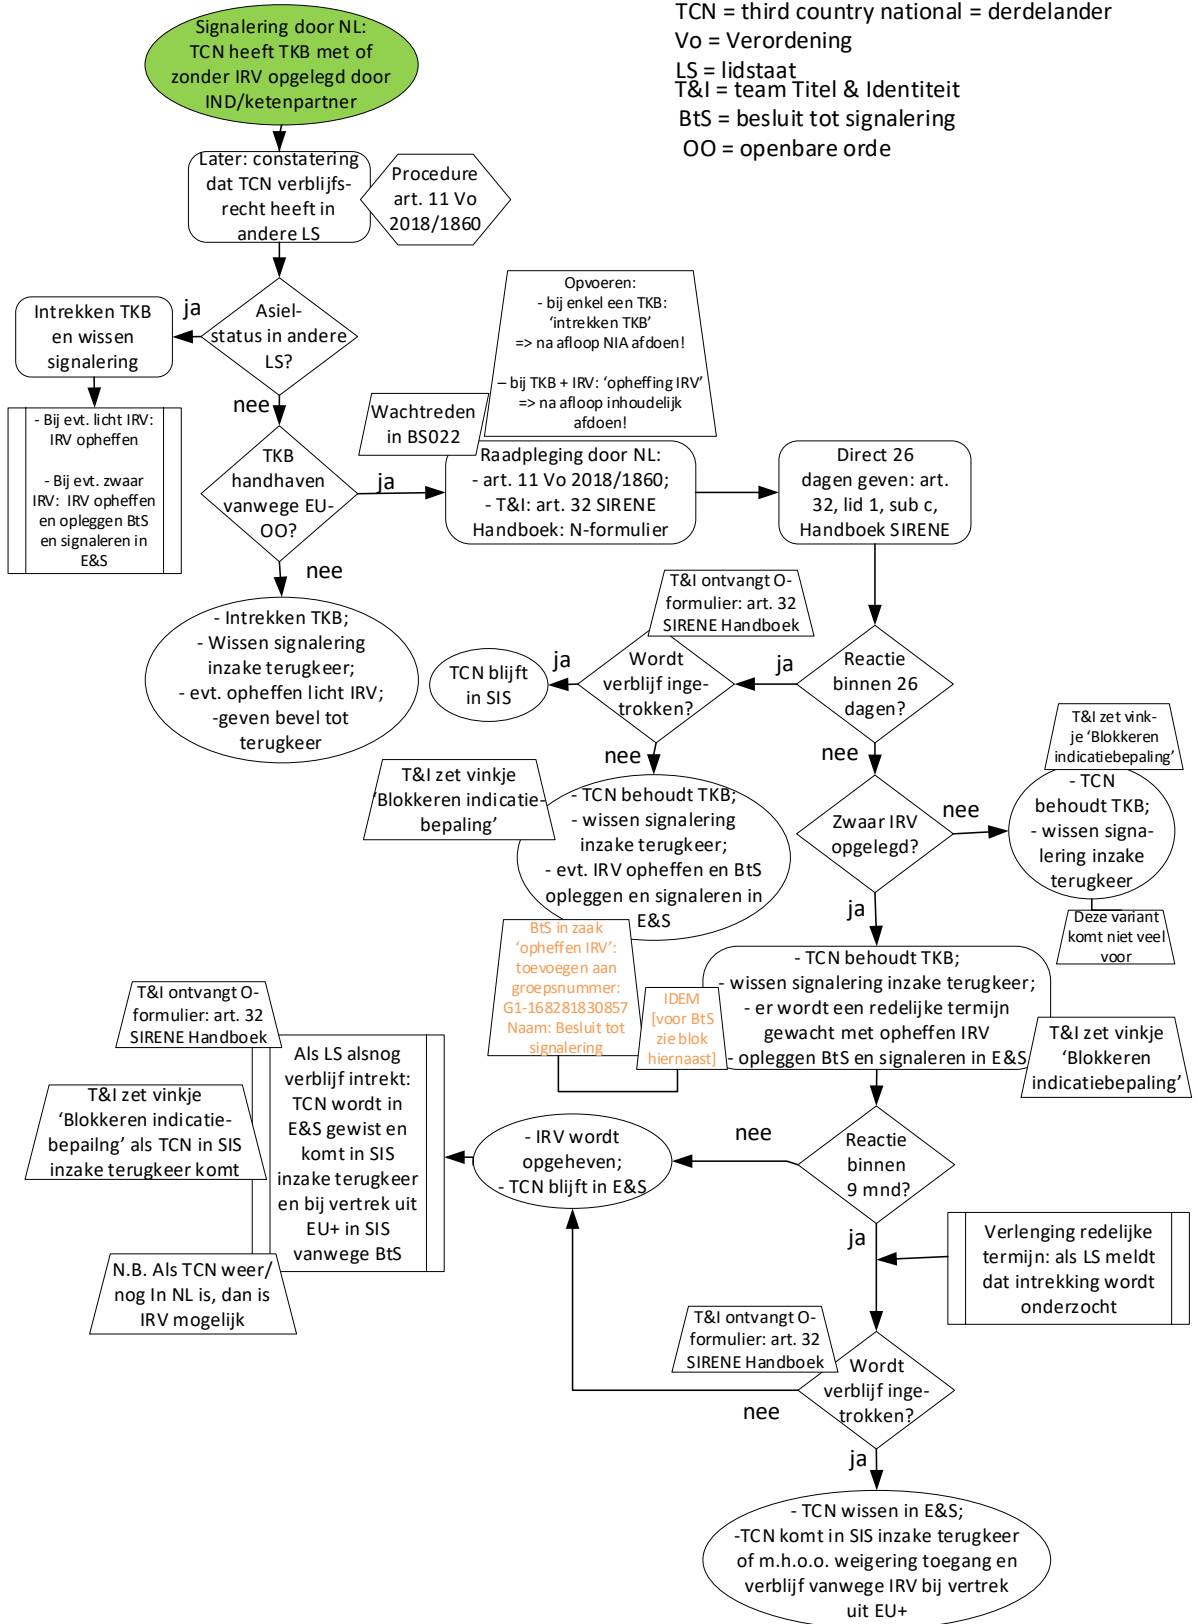 TCN = third country national = derdelander
Vo = Verordening
LS = lidstaat
T&I = team Titel & Identiteit
BtS = besluit tot signalering
OO = openbare orde
Signalering door NL:
TCN heeft TKB met of
zonder IRV opgelegd door
IND/ketenpartner
Later: constatering
dat TCN verblijfs-
recht heeft in
andere LS
Procedure
art. 11 Vo
2018/1860
Asiel-
status in andere
LS?
ja
Intrekken TKB
en wissen
signalering
- Bij evt. licht IRV:
IRV opheffen
- Bij evt. zwaar
IRV: IRV opheffen
en opleggen BtS
en signaleren in
E&S
nee
TKB
handhaven
vanwege EU-
OO?
ja
Wachtreden
in BS022
Opvoeren:
- bij enkel een TKB:
‘intrekken TKB’
=> na afloop NIA afdoen!
– bij TKB + IRV: ‘opheffing IRV’
=> na afloop inhoudelijk
afdoen!
Raadpleging door NL:
- art. 11 Vo 2018/1860;
- T&I: art. 32 SIRENE
Handboek: N-formulier
Direct 26
dagen geven: art.
32, lid 1, sub c,
Handboek SIRENE
nee
- Intrekken TKB;
- Wissen signalering
inzake terugkeer;
- evt. opheffen licht IRV;
-geven bevel tot
terugkeer
T&I ontvangt O-
formulier: art. 32
SIRENE Handboek
Reactie
binnen 26
dagen?
ja
Wordt
verblijf inge-
trokken?
ja
TCN blijft
in SIS
nee
T&I zet vinkje
‘Blokkeren indicatie-
bepaling’
- TCN behoudt TKB;
- wissen signalering
inzake terugkeer;
- evt. IRV opheffen en BtS
opleggen en signaleren in
E&S
nee
Zwaar IRV
opgelegd?
nee
T&I zet vink-
je ‘Blokkeren
indicatiebepaling’
- TCN
behoudt TKB;
- wissen signa-
lering inzake
terugkeer
Deze variant
komt niet veel
voor
ja
BtS in zaak
‘opheffen IRV’:
toevoegen aan
groepsnummer:
G1-168281830857
Naam: Besluit tot
signalering
IDEM
[voor BtS
zie blok
hiernaast]
- TCN behoudt TKB;
- wissen signalering inzake terugkeer;
- er wordt een redelijke termijn
gewacht met opheffen IRV
- opleggen BtS en signaleren in E&S
T&I zet vinkje
‘Blokkeren
indicatiebepaling’
T&I ontvangt O-
formulier: art. 32
SIRENE Handboek
T&I zet vinkje
‘Blokkeren indicatie-
bepailng’ als TCN in SIS
inzake terugkeer komt
Als LS alsnog
verblijf intrekt:
TCN wordt in
E&S gewist en
komt in SIS
inzake terugkeer
en bij vertrek uit
EU+ in SIS
vanwege BtS
N.B. Als TCN weer/
nog In NL is, dan is
IRV mogelijk
- IRV wordt
opgeheven;
- TCN blijft in E&S
nee
Reactie
binnen
9 mnd?
ja
Verlenging redelijke
termijn: als LS meldt
dat intrekking wordt
onderzocht
T&I ontvangt O-
formulier: art. 32
SIRENE Handboek
Wordt
verblijf inge-
trokken?
nee
ja
- TCN wissen in E&S;
-TCN komt in SIS inzake terugkeer
of m.h.o.o. weigering toegang en
verblijf vanwege IRV bij vertrek
uit EU+